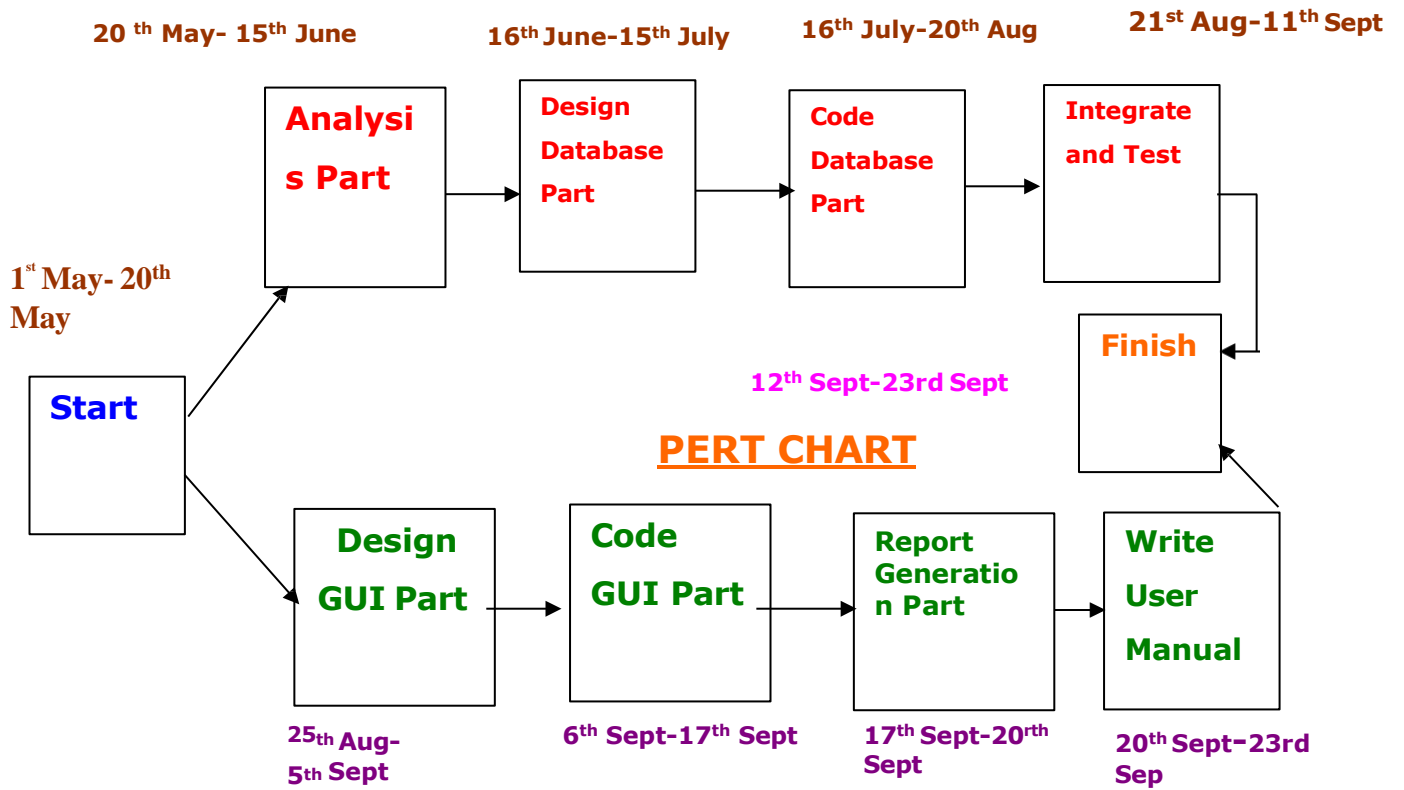 20 th May- 15th June
16th June-15th July
16th July-20th Aug
21st Aug-11th Sept
Analysi
s Part
Design
Database
Part
Code
Database
Part
Integrate
and Test
1st May- 20th
May
Start
Finish
12th Sept-23rd Sept
PERT CHART
Design
GUI Part
Code
GUI Part
Report
Generatio
n Part
Write
User
Manual
25th Aug-
5th Sept
6th Sept-17th Sept
17th Sept-20rth
Sept
20th Sept-23rd
Sep